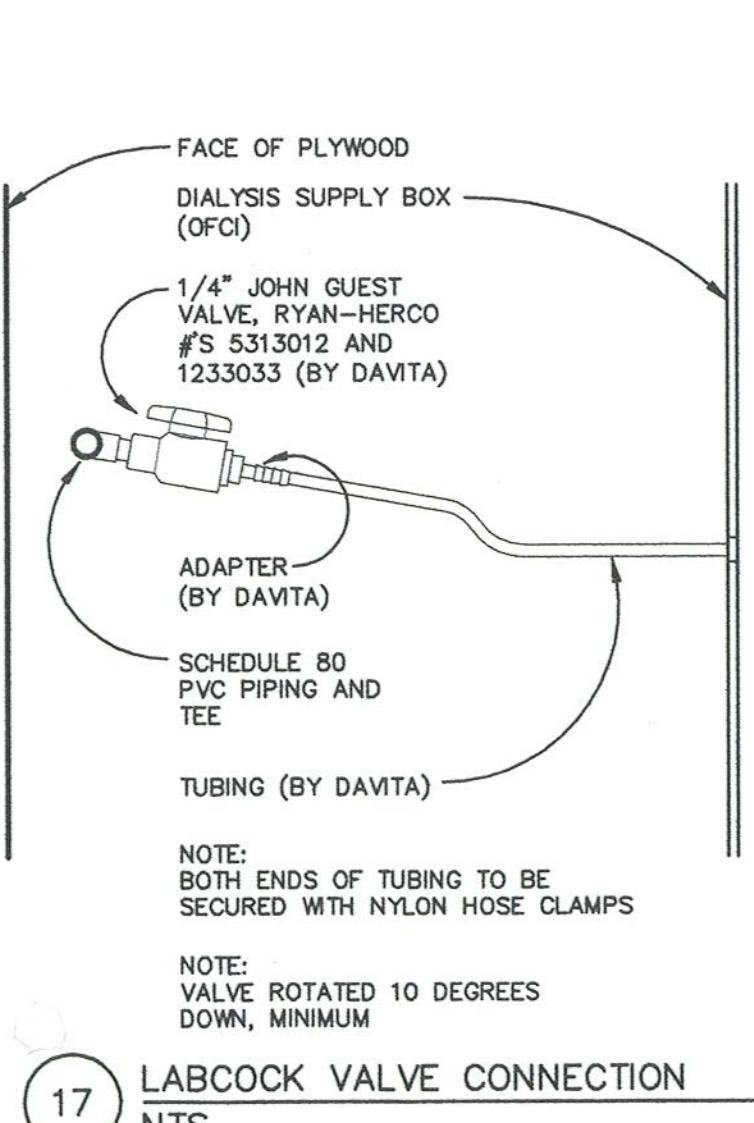 FACE OF PLYWOOD
DIALYSIS SUPPLY BOX
(OFCI)
1/4" JOHN GUEST
VALVE, RYAN-HERCO
#'S 5313012 AND
1233033 (BY DAVITA)
ADAPTER
(BY DAVITA)
SCHEDULE 80
PVC PIPING AND
TEE
TUBING (BY DAVITA)
NOTE:
BOTH ENDS OF TUBING TO BE
SECURED WITH NYLON HOSE CLAMPS
NOTE:
VALVE ROTATED 10 DEGREES
DOWN, MINIMUM
17 LABCOCK VALVE CONNECTION
NTS